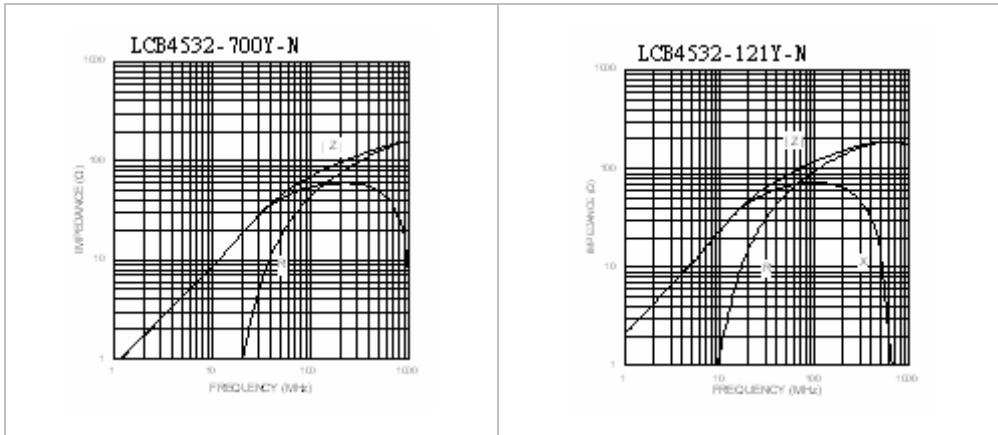 LCB4532-700Y-N
1000
100
10
1
IMPEDANCE (Ω)
|Z|
R
1
10
100
1000
FREQUENCY (MHz)
LCB4532-121Y-N
1000
100
10
1
IMPEDANCE (Ω)
|Z|
R
X
1
10
100
1000
FREQUENCY (MHz)